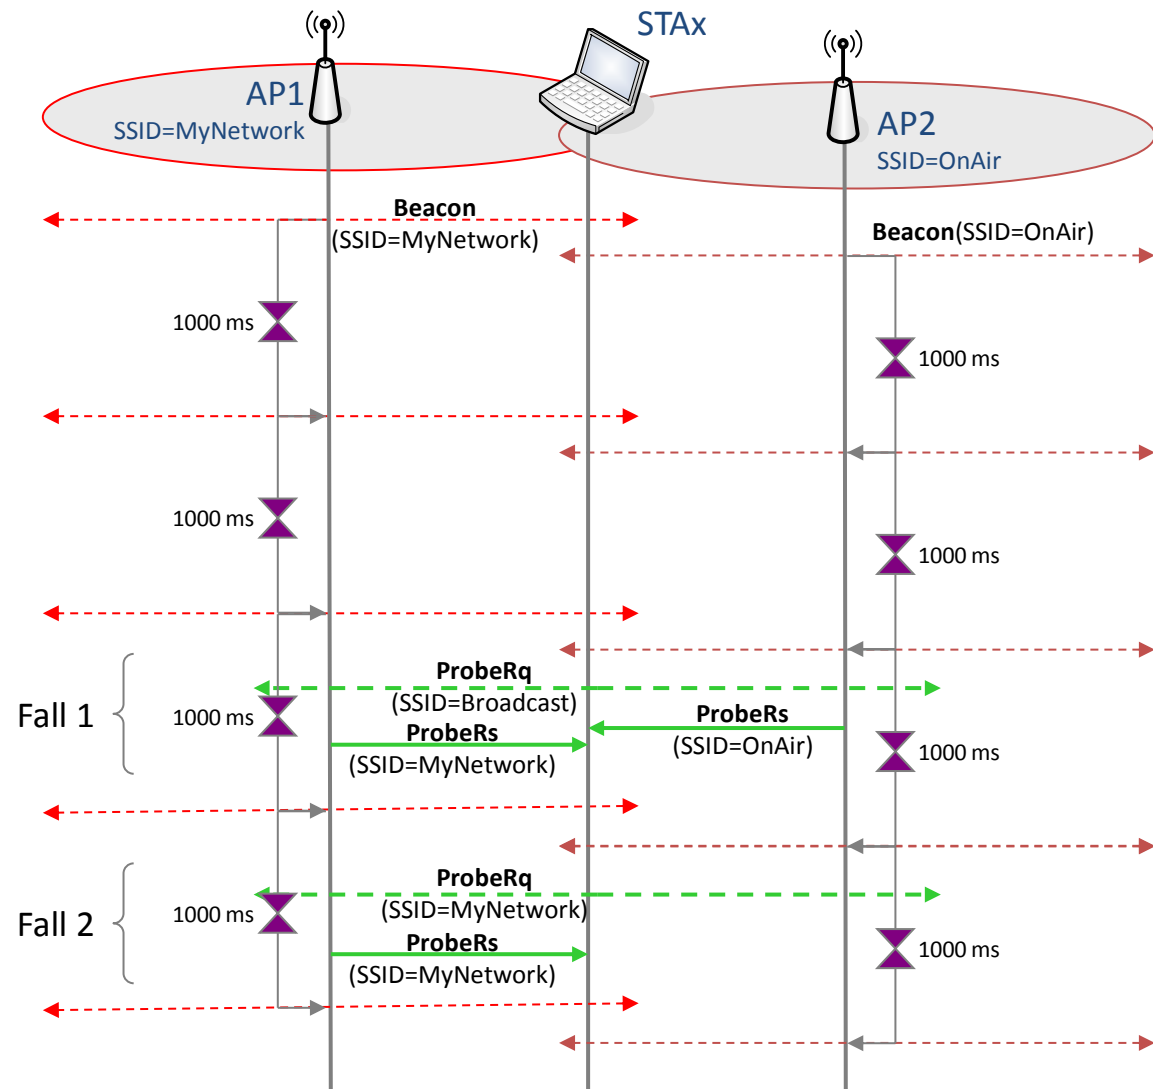 STAx
AP1
SSID=MyNetwork
AP2
SSID=OnAir
Beacon
(SSID=MyNetwork)
Beacon(SSID=OnAir)
1000 ms
1000 ms
1000 ms
1000 ms
Fall 1
ProbeRq
(SSID=Broadcast)
ProbeRs
(SSID=OnAir)
ProbeRs
(SSID=MyNetwork)
1000 ms
1000 ms
Fall 2
ProbeRq
(SSID=MyNetwork)
1000 ms
ProbeRs
(SSID=MyNetwork)
1000 ms